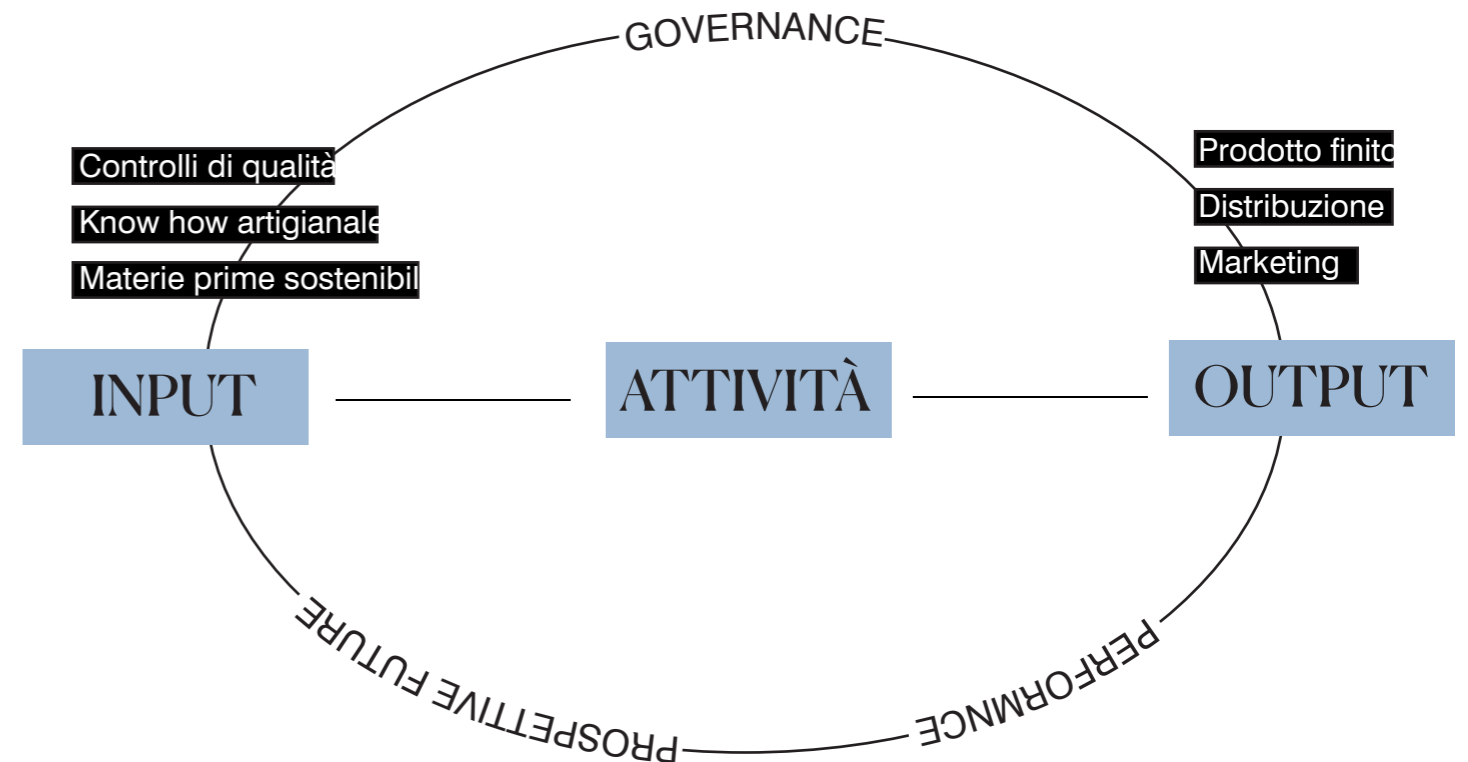 GOVERNANCE
Controlli di qualità
Know how artigianale
Materie prime sostenibil
Prodotto finito
Distribuzione
Marketing
INPUT
ATTIVITÀ
OUTPUT
PERFORMNCE
PROSPETTIVE FUTURE